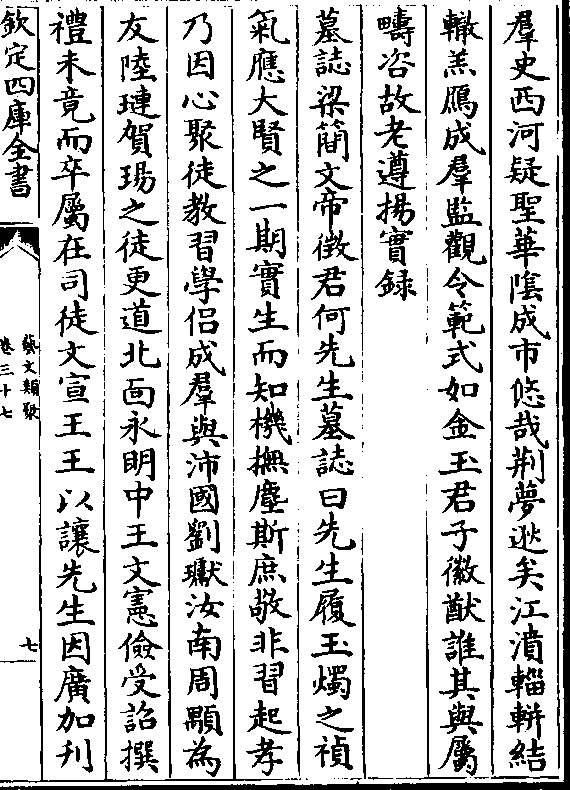 羣史西河疑聖華隂成市悠哉荆夢逖矣江濆輜軿結
轍羔鴈成羣監觀令範式如金玉君子徽猷誰其與屬
疇咨故老遵揚實録
墓誌梁簡文帝徴君何先生墓誌曰先生履玉燭之禎
氣應大賢之一期實生而知機撫塵斯庶敬非習起孝
乃因心聚徒教習學侣成羣與沛國劉瓛汝南周顒為
友陸璉賀瑒之徒更道北面永明中王文憲儉受詔撰
禮未竟而卒屬在司徒文宣王王以讓先生因廣加刋
欽定四庫全書
藝文類聚
卷三十七
七